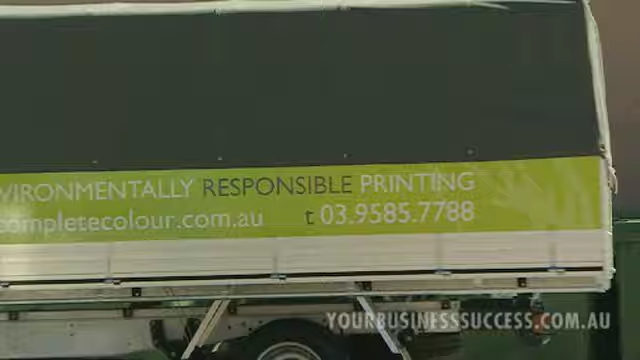 VIRONMENTALLY RESPONSIBLE PRINTING
completecolour.com.au t 03.9585.7788
YOURBUSINESSSUCCESS.COM.AU